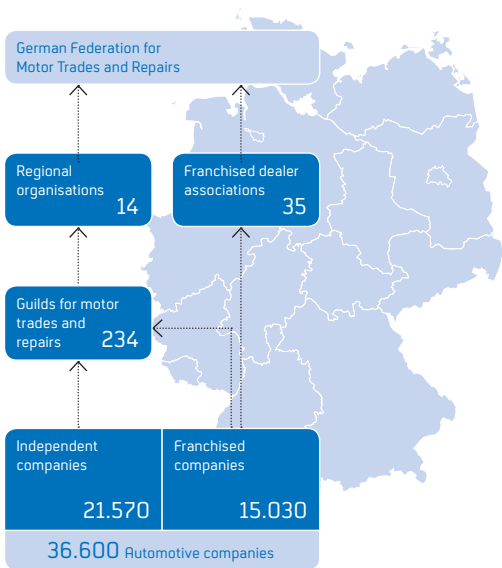 German Federation for
Motor Trades and Repairs
Regional
organisations
14
Franchised dealer
associations
35
Guilds for motor
trades and
repairs 234
Independent
companies
21.570
Franchised
companies
15.030
36.600 Automotive companies